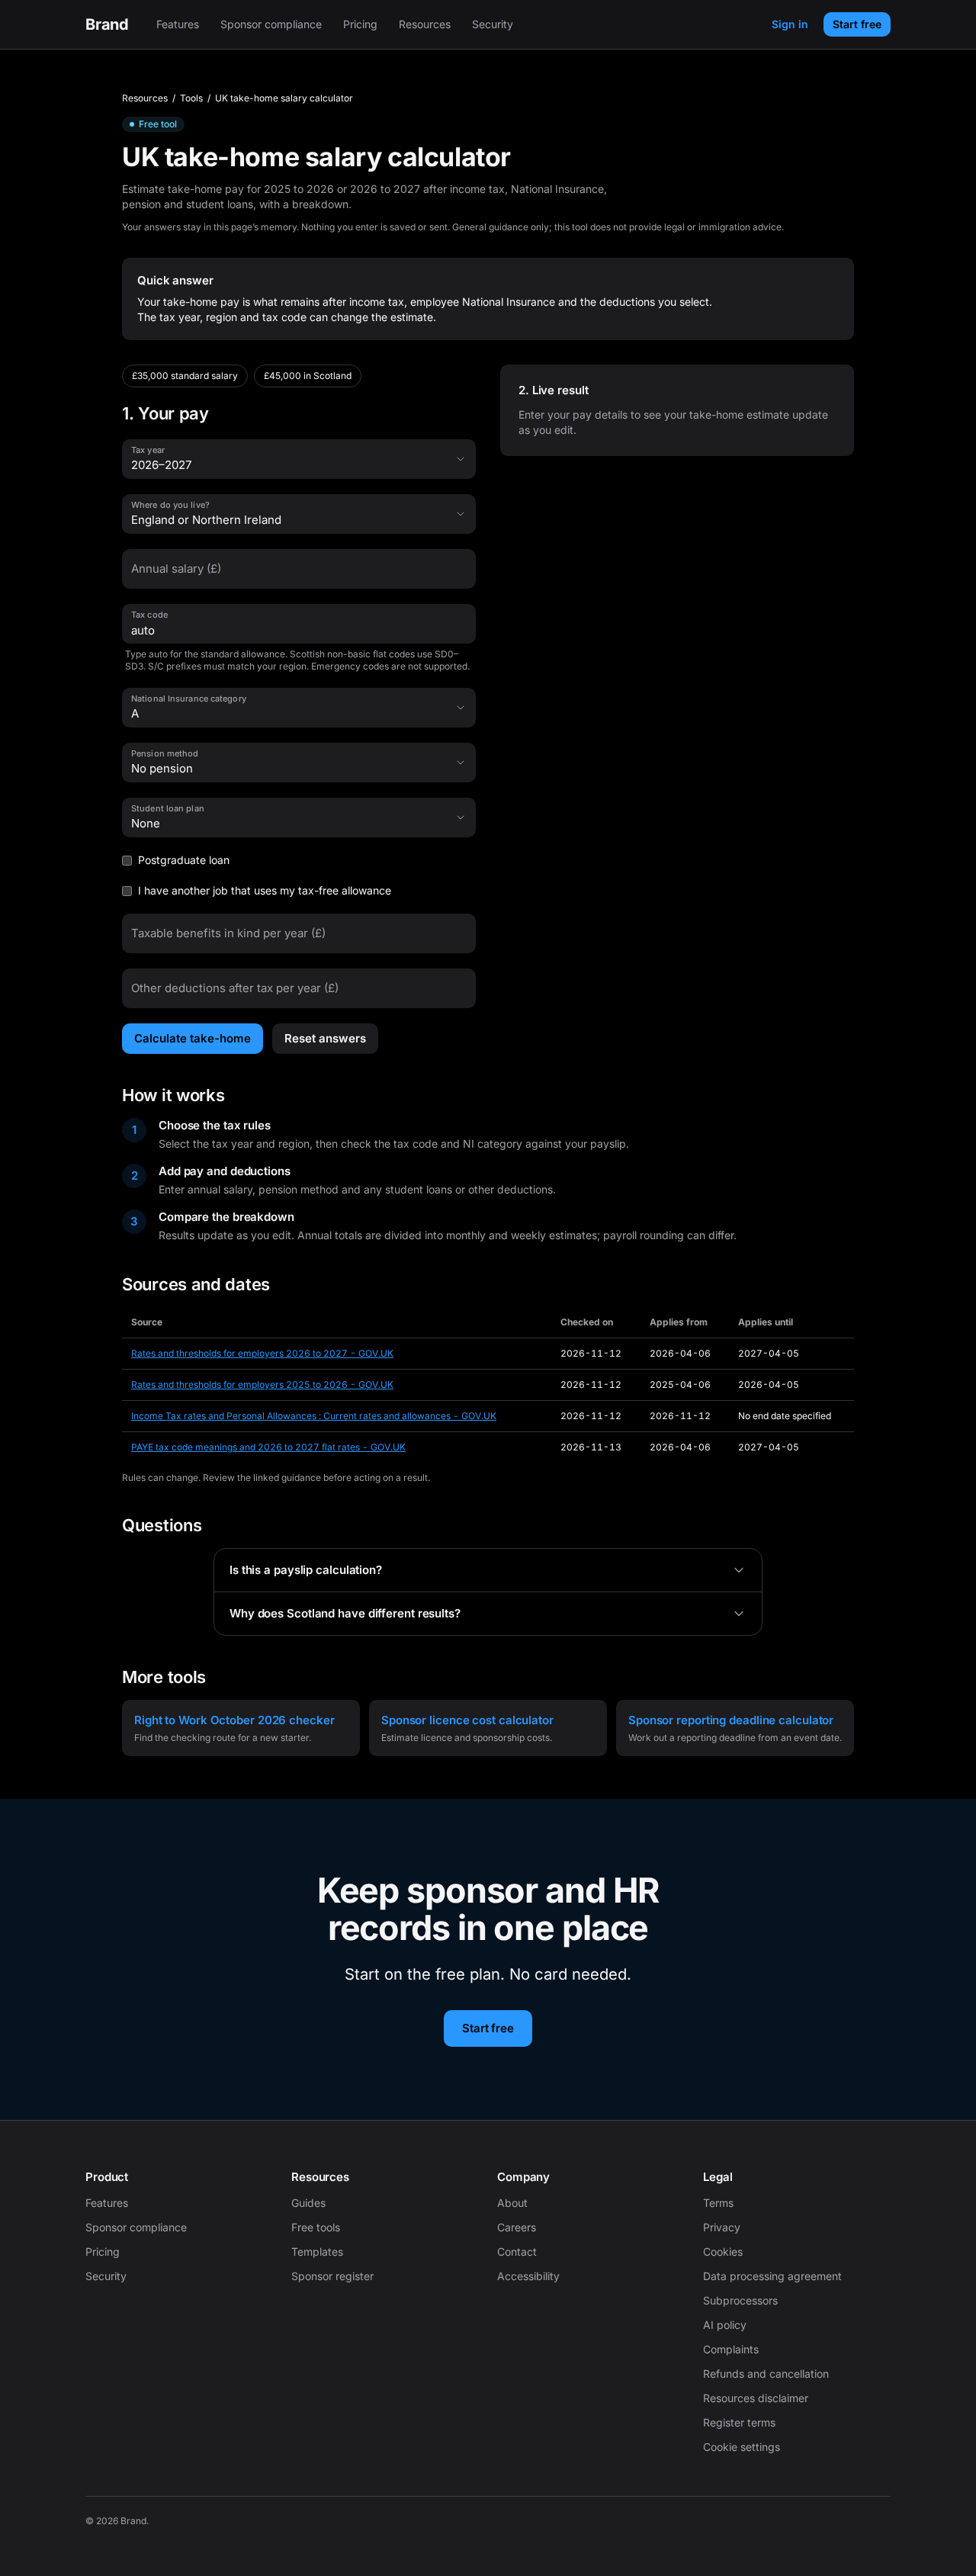 Brand
Features
Sponsor compliance
Pricing
Resources
Security
Sign in
Start free
Resources / Tools / UK take-home salary calculator
Free tool
UK take-home salary calculator
Estimate take-home pay for 2025 to 2026 or 2026 to 2027 after income tax, National Insurance,
pension and student loans, with a breakdown.
Your answers stay in this page's memory. Nothing you enter is saved or sent. General guidance only; this tool does not provide legal or immigration advice.
Quick answer
Your take-home pay is what remains after income tax, employee National Insurance and the deductions you select.
The tax year, region and tax code can change the estimate.
£35,000 standard salary
£45,000 in Scotland
1. Your pay
Tax year
2026–2027
Where do you live?
England or Northern Ireland
Annual salary (£)
Tax code
auto
Type auto for the standard allowance. Scottish non-basic flat codes use SD0–
SD3. S/C prefixes must match your region. Emergency codes are not supported.
National Insurance category
A
Pension method
No pension
Student loan plan
None
Postgraduate loan
I have another job that uses my tax-free allowance
Taxable benefits in kind per year (£)
Other deductions after tax per year (£)
Calculate take-home
Reset answers
2. Live result
Enter your pay details to see your take-home estimate update
as you edit.
How it works
1
Choose the tax rules
Select the tax year and region, then check the tax code and NI category against your payslip.
2
Add pay and deductions
Enter annual salary, pension method and any student loans or other deductions.
3
Compare the breakdown
Results update as you edit. Annual totals are divided into monthly and weekly estimates; payroll rounding can differ.
Sources and dates
Source Checked on Applies from Applies until
Rates and thresholds for employers 2026 to 2027 - GOV.UK 2026-11-12 2026-04-06 2027-04-05
Rates and thresholds for employers 2025 to 2026 - GOV.UK 2026-11-12 2025-04-06 2026-04-05
Income Tax rates and Personal Allowances : Current rates and allowances - GOV.UK 2026-11-12 2026-11-12 No end date specified
PAYE tax code meanings and 2026 to 2027 flat rates - GOV.UK 2026-11-13 2026-04-06 2027-04-05
Rules can change. Review the linked guidance before acting on a result.
Questions
Is this a payslip calculation?
Why does Scotland have different results?
More tools
Right to Work October 2026 checker
Find the checking route for a new starter.
Sponsor licence cost calculator
Estimate licence and sponsorship costs.
Sponsor reporting deadline calculator
Work out a reporting deadline from an event date.
Keep sponsor and HR
records in one place
Start on the free plan. No card needed.
Start free
Product
Features
Sponsor compliance
Pricing
Security
Resources
Guides
Free tools
Templates
Sponsor register
Company
About
Careers
Contact
Accessibility
Legal
Terms
Privacy
Cookies
Data processing agreement
Subprocessors
AI policy
Complaints
Refunds and cancellation
Resources disclaimer
Register terms
Cookie settings
© 2026 Brand.